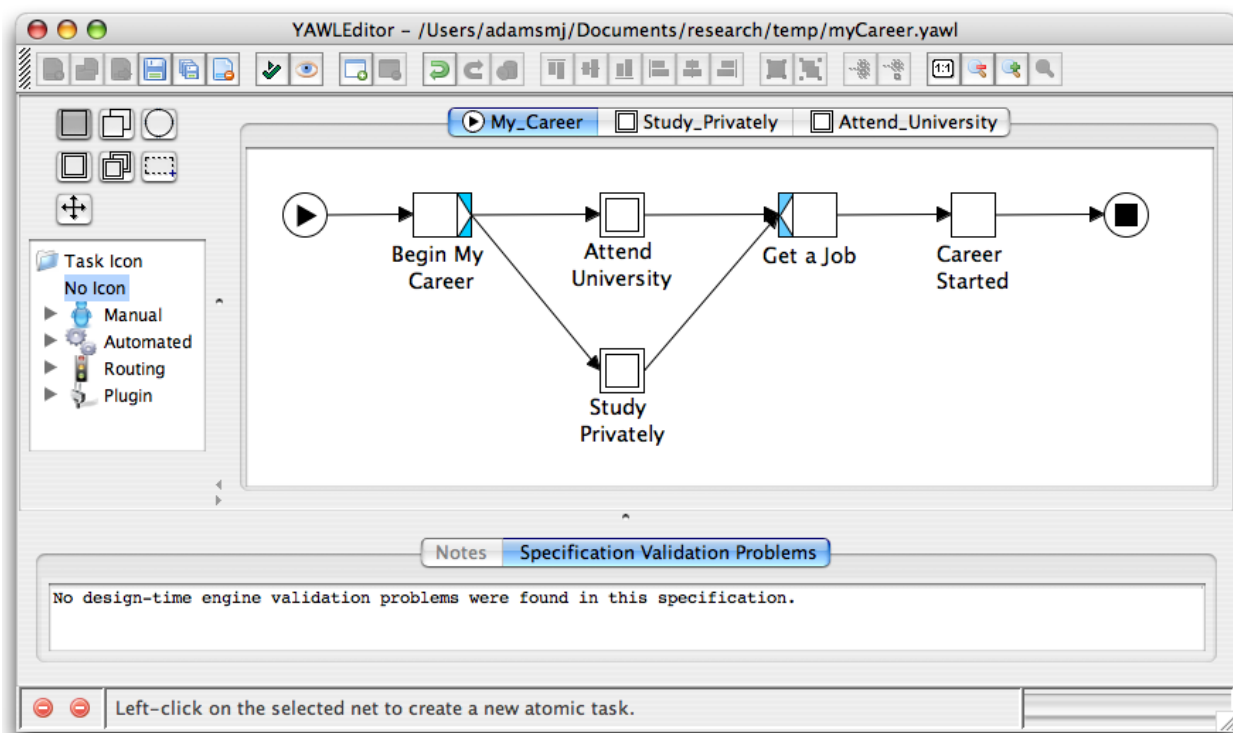 YAWLEditor – /Users/adamsmj/Documents/research/temp/myCareer.yawl
1:1
My_Career
Study_Privately
Attend_University
Begin My
Career
Attend
University
Get a Job
Career
Started
Study
Privately
Task Icon
No Icon
Manual
Automated
Routing
Plugin
Notes
Specification Validation Problems
No design-time engine validation problems were found in this specification.
Left-click on the selected net to create a new atomic task.